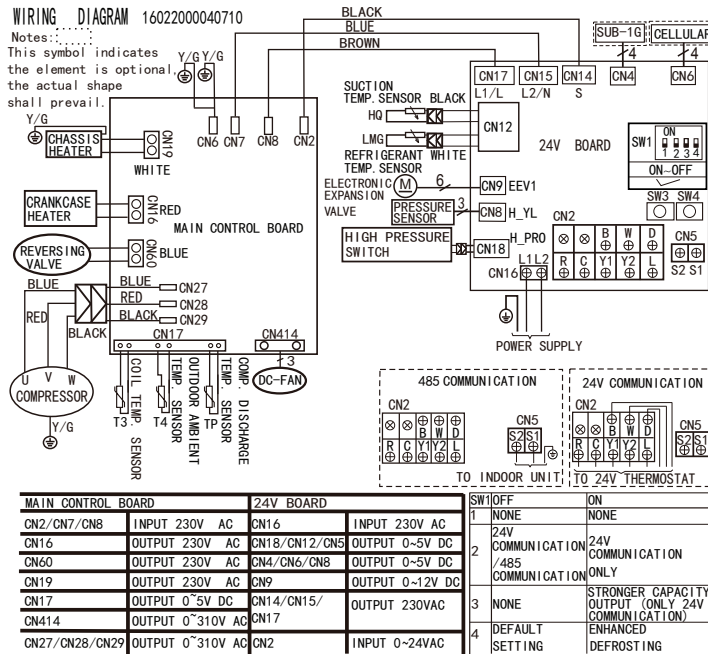 WIRING DIAGRAM 16022000040710
Notes:
This symbol indicates
the element is optional,
the actual shape
shall prevail.
BLACK
BLUE
BROWN
Y/G Y/G
CN6 CN7 CN8 CN2
Y/G
CHASSIS
HEATER
CN19
WHITE
CRANKCASE
HEATER
CN16
RED
MAIN CONTROL BOARD
REVERSING
VALVE
CN60
BLUE
BLUE
RED
BLACK
BLUE
RED
BLACK
CN27
CN28
CN29
CN17
CN414
3
DC-FAN
U V W
COMPRESSOR
Y/G
T3
COIL TEMP. SENSOR
T4
OUTDOOR AMBIENT
TEMP. SENSOR
TP
COMP. DISCHARGE
TEMP. SENSOR
SUB-1G
CELLULAR
4
4
CN17 CN15 CN14 CN4 CN6
L1/L L2/N S
SUCTION
TEMP. SENSOR BLACK
HQ
LMG
REFRIGERANT WHITE
TEMP. SENSOR
CN12
24V BOARD
SW1
ON
1 2 3 4
ON~OFF
SW3 SW4
ELECTRONIC
EXPANSION
VALVE
M
6
CN9 EEV1
PRESSURE
SENSOR
3
CN8 H_YL
HIGH PRESSURE
SWITCH
CN18
H_PRO
L1 L2
CN16
CN2
B W D
R C Y1 Y2 L
CN5
S2 S1
POWER SUPPLY
485 COMMUNICATION
CN2
B W D
R C Y1 Y2 L
CN5
S2 S1
TO INDOOR UNIT
24V COMMUNICATION
CN2
B W D
R C Y1 Y2 L
CN5
S2 S1
TO 24V THERMOSTAT
MAIN CONTROL BOARD 24V BOARD
CN2/CN7/CN8 INPUT 230V AC CN16 INPUT 230V AC
CN16 OUTPUT 230V AC CN18/CN12/CN5 OUTPUT 0~5V DC
CN60 OUTPUT 230V AC CN4/CN6/CN8 OUTPUT 0~5V DC
CN19 OUTPUT 230V AC CN9 OUTPUT 0~12V DC
CN17 OUTPUT 0~5V DC CN14/CN15/
CN17 OUTPUT 230VAC
CN414 OUTPUT 0~310V AC
CN27/CN28/CN29 OUTPUT 0~310V AC CN2 INPUT 0~24VAC
SW1 OFF ON
1 NONE NONE
2 24V
COMMUNICATION
/485
COMMUNICATION
24V
COMMUNICATION
ONLY
3 NONE STRONGER CAPACITY
OUTPUT (ONLY 24V
COMMUNICATION)
4 DEFAULT
SETTING
ENHANCED
DEFROSTING